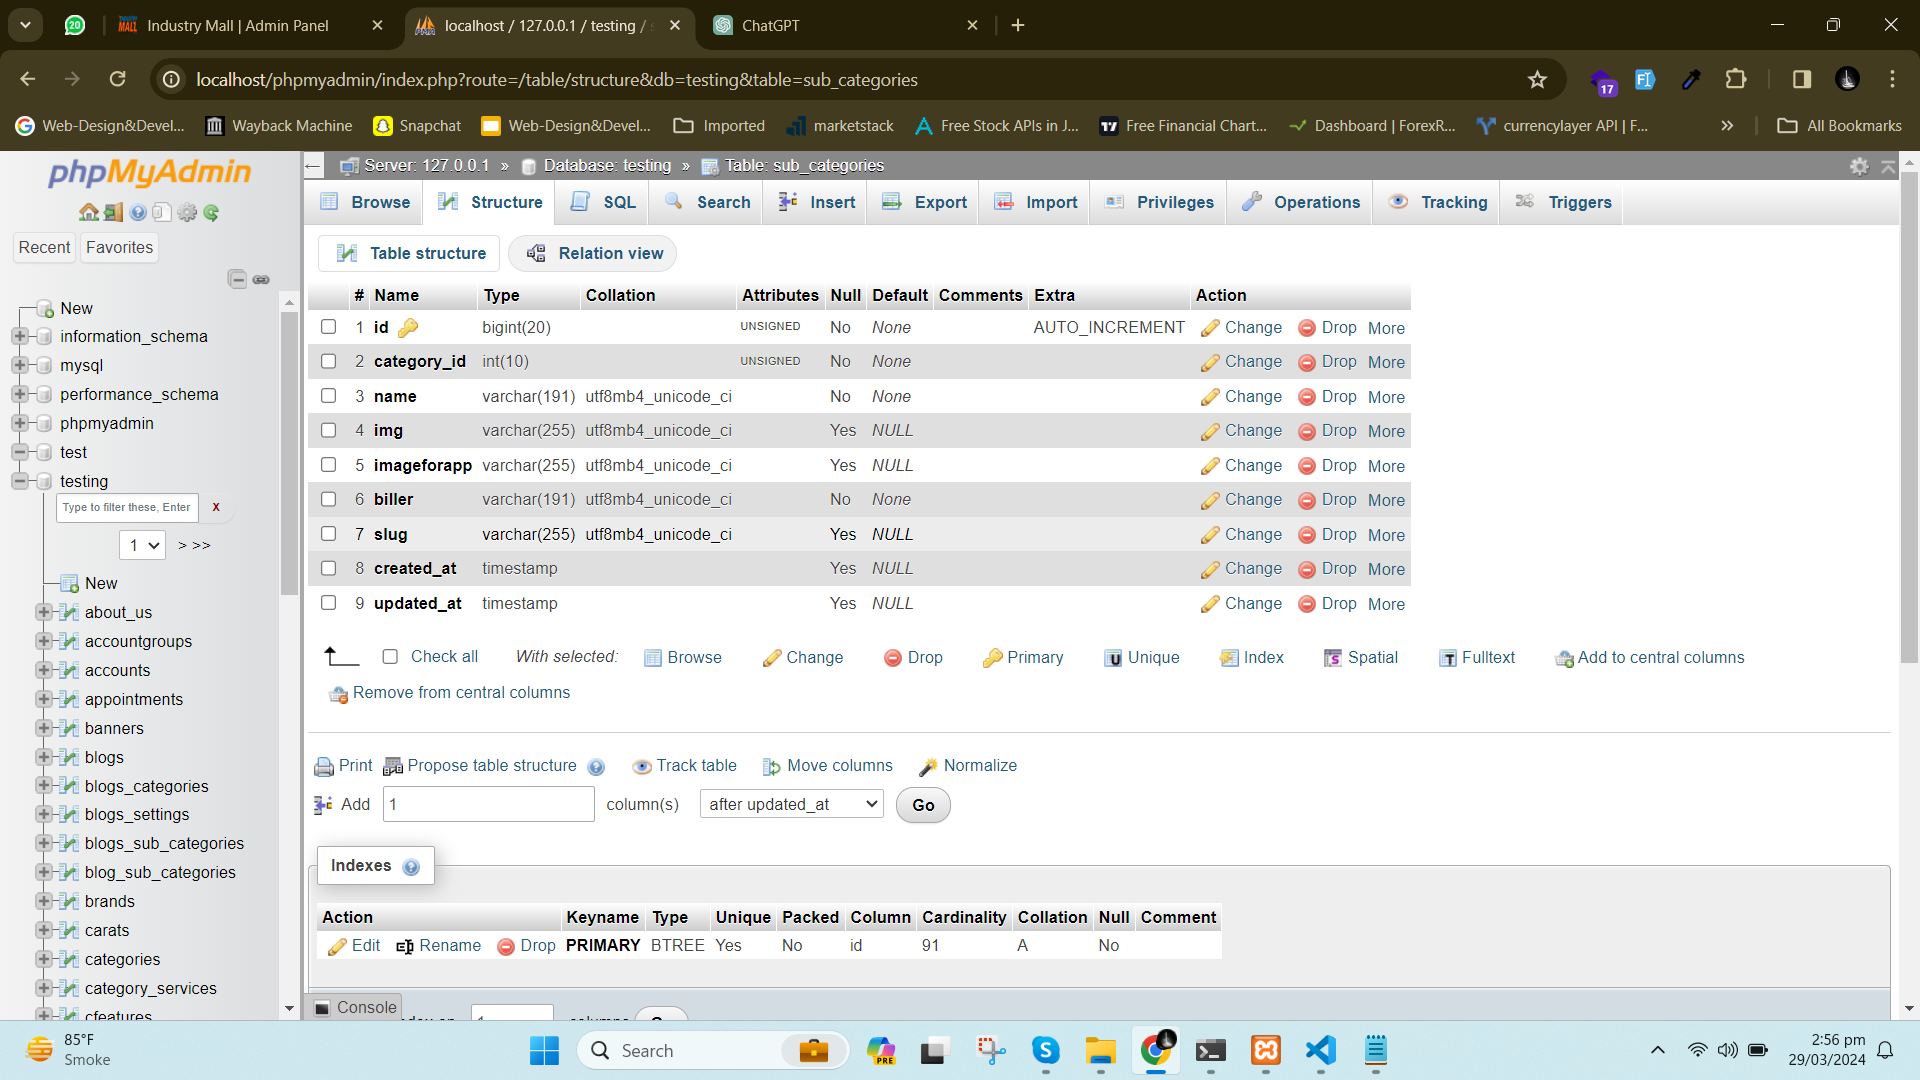 20
Industry Mall | Admin Panel
localhost / 127.0.0.1 / testing /
ChatGPT
localhost/phpmyadmin/index.php?route=/table/structure&db=testing&table=sub_categories
17
Web-Design&Devel... Wayback Machine Snapchat Web-Design&Devel... Imported marketstack Free Stock APIs in J... Free Financial Chart... Dashboard | ForexR... currencylayer API | F... » All Bookmarks
phpMyAdmin
Recent Favorites
New
information_schema
mysql
performance_schema
phpmyadmin
test
testing
Type to filter these, Enter X
1 > >>
New
about_us
accountgroups
accounts
appointments
banners
blogs
blogs_categories
blogs_settings
blogs_sub_categories
blog_sub_categories
brands
carats
categories
category_services
cfeatures
Server: 127.0.0.1 » Database: testing » Table: sub_categories
Browse Structure SQL Search Insert Export Import Privileges Operations Tracking Triggers
Table structure Relation view
# Name Type Collation Attributes Null Default Comments Extra Action
1 id bigint(20) UNSIGNED No None AUTO_INCREMENT Change Drop More
2 category_id int(10) UNSIGNED No None Change Drop More
3 name varchar(191) utf8mb4_unicode_ci No None Change Drop More
4 img varchar(255) utf8mb4_unicode_ci Yes NULL Change Drop More
5 imageforapp varchar(255) utf8mb4_unicode_ci Yes NULL Change Drop More
6 biller varchar(191) utf8mb4_unicode_ci No None Change Drop More
7 slug varchar(255) utf8mb4_unicode_ci Yes NULL Change Drop More
8 created_at timestamp Yes NULL Change Drop More
9 updated_at timestamp Yes NULL Change Drop More
Check all With selected: Browse Change Drop Primary Unique Index Spatial Fulltext Add to central columns
Remove from central columns
Print Propose table structure Track table Move columns Normalize
Add 1 column(s) after updated_at Go
Indexes
Action Keyname Type Unique Packed Column Cardinality Collation Null Comment
Edit Rename Drop PRIMARY BTREE Yes No id 91 A No
Console
85°F
Smoke
Search
PRE
2:56 pm
29/03/2024